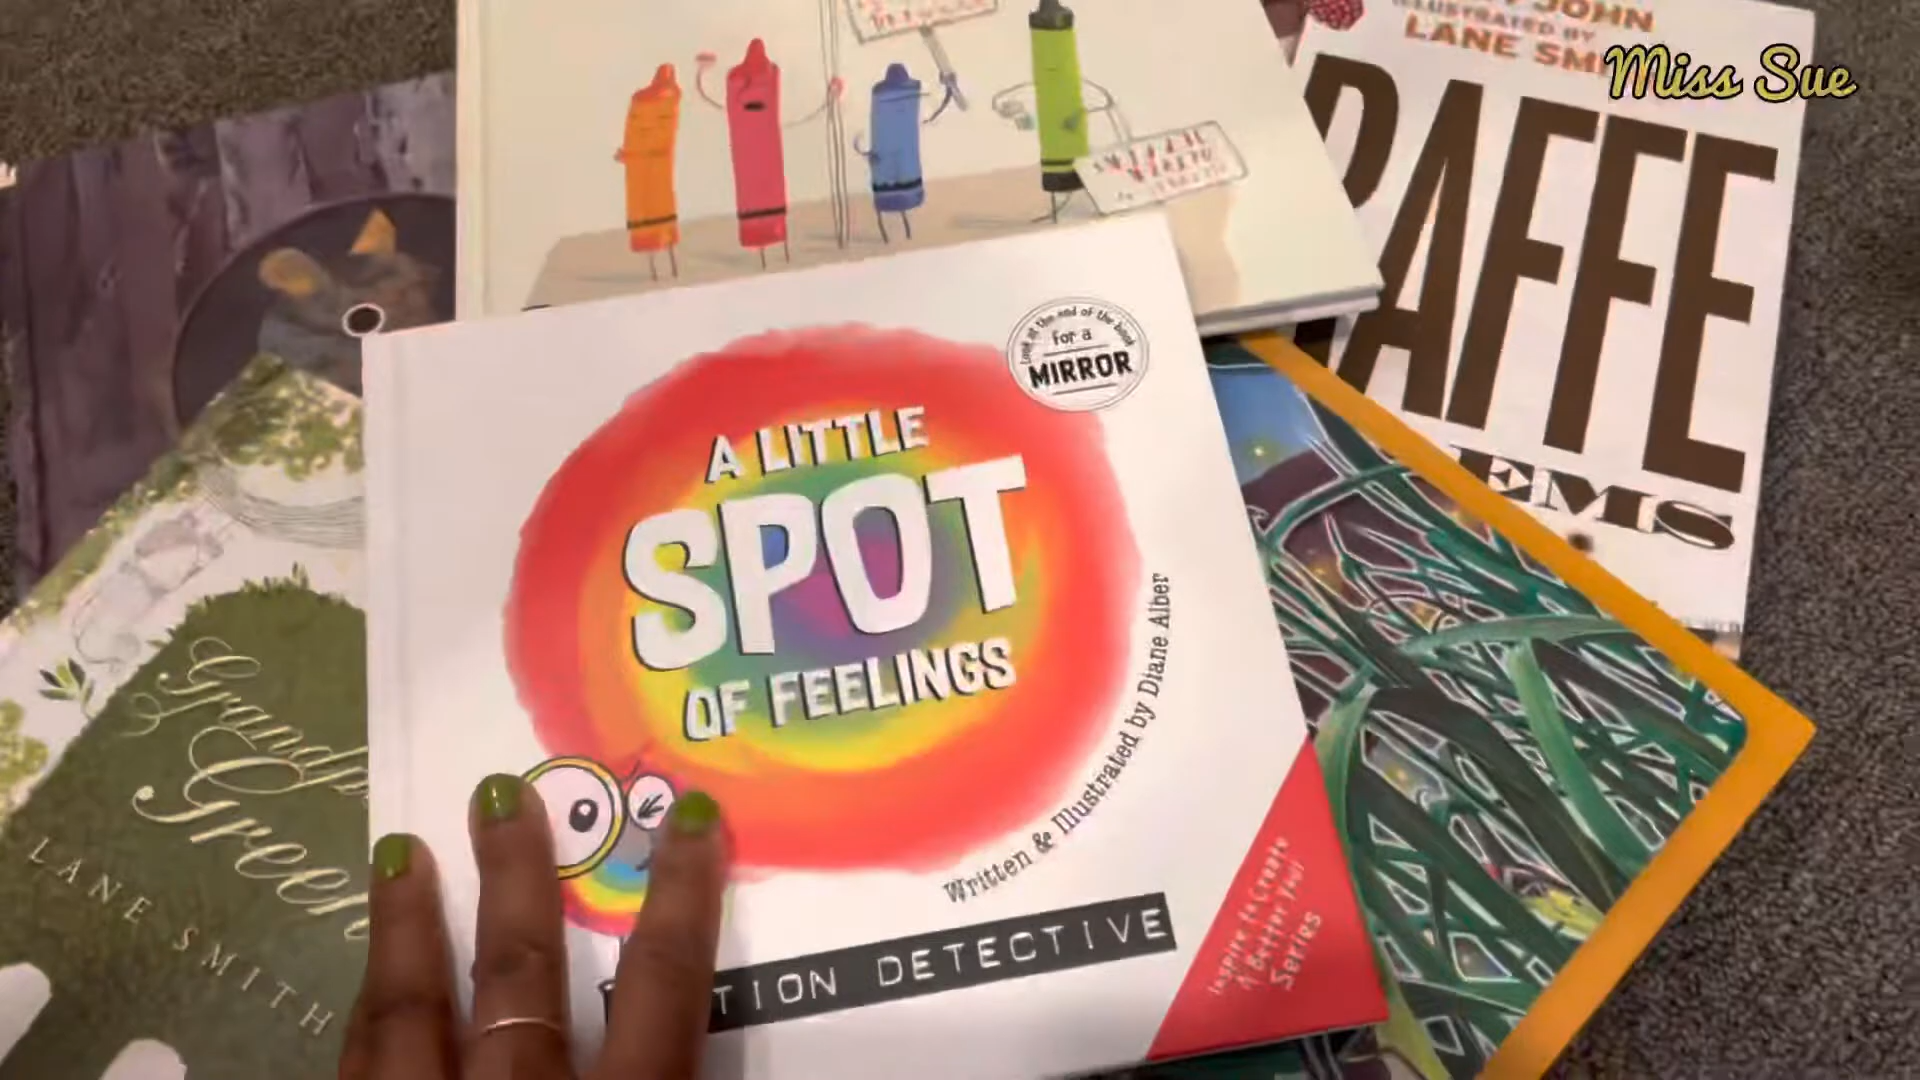 JOHN
ILLUSTRATED BY
LANE
Miss Sue
RAFFE
EMS
Look at the end of the book
for a
MIRROR
A LITTLE
SPOT
OF FEELINGS
Written & Illustrated by Diane Alber
TION DETECTIVE
Inspire to Create
A Better You!
Series
Green
LANE SMITH